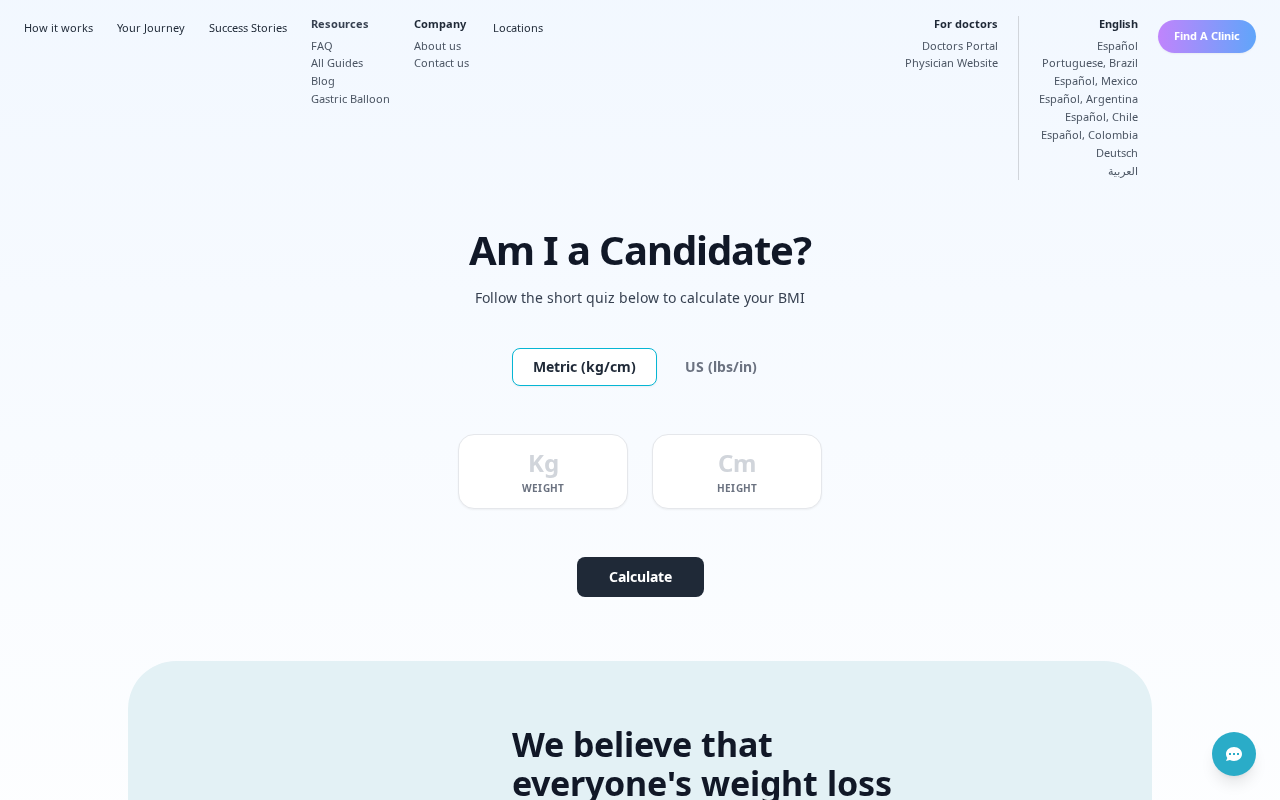 How it works
Your Journey
Success Stories
Resources
FAQ
All Guides
Blog
Gastric Balloon
Company
About us
Contact us
Locations
For doctors
Doctors Portal
Physician Website
English
Español
Portuguese, Brazil
Español, Mexico
Español, Argentina
Español, Chile
Español, Colombia
Deutsch
العربية
Find A Clinic
Am I a Candidate?
Follow the short quiz below to calculate your BMI
Metric (kg/cm)
US (lbs/in)
Kg
WEIGHT
Cm
HEIGHT
Calculate
We believe that
everyone's weight loss